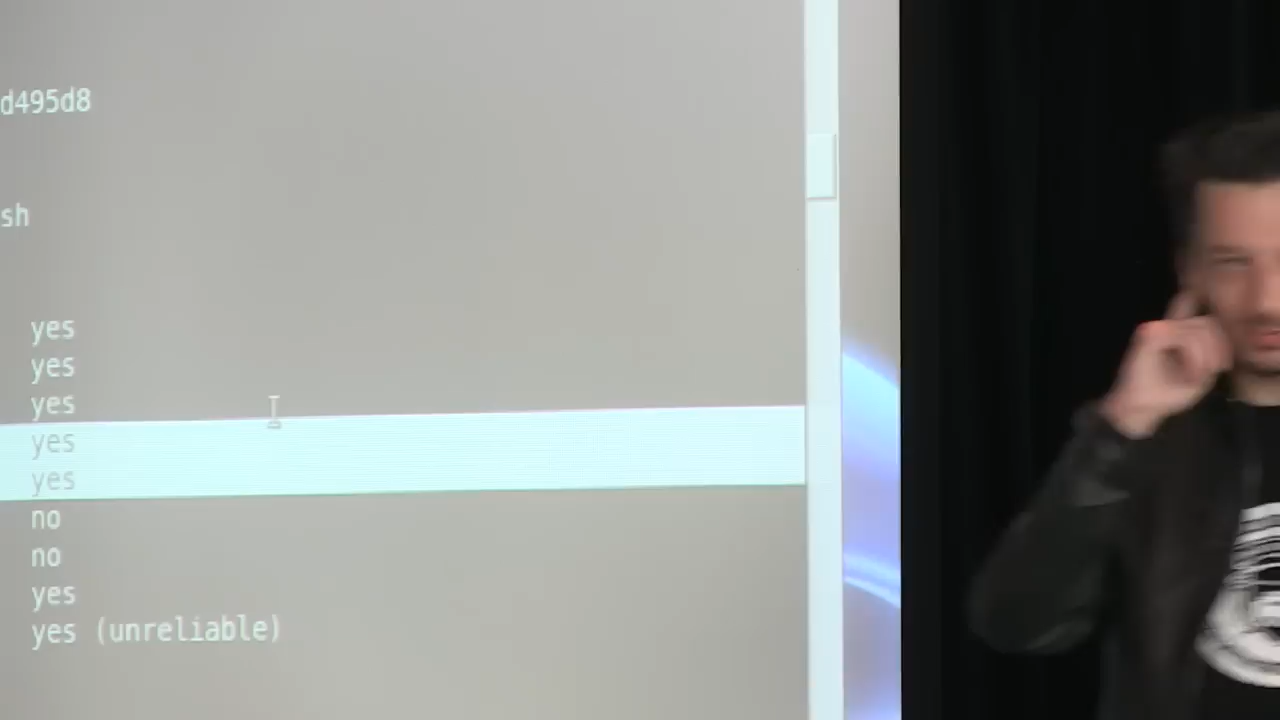 d495d8
sh
yes
yes
yes
yes
yes
no
no
yes
yes (unreliable)